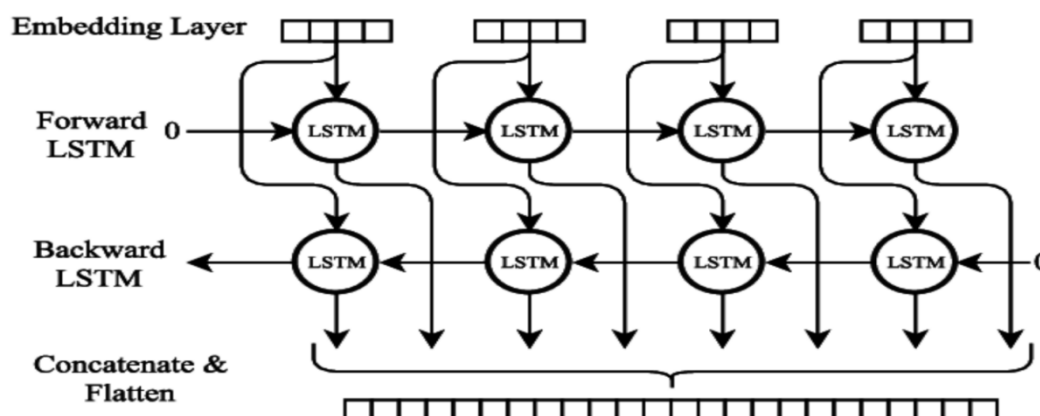 Embedding Layer
Forward
LSTM
0
LSTM
LSTM
LSTM
LSTM
Backward
LSTM
LSTM
LSTM
LSTM
LSTM
Concatenate &
Flatten